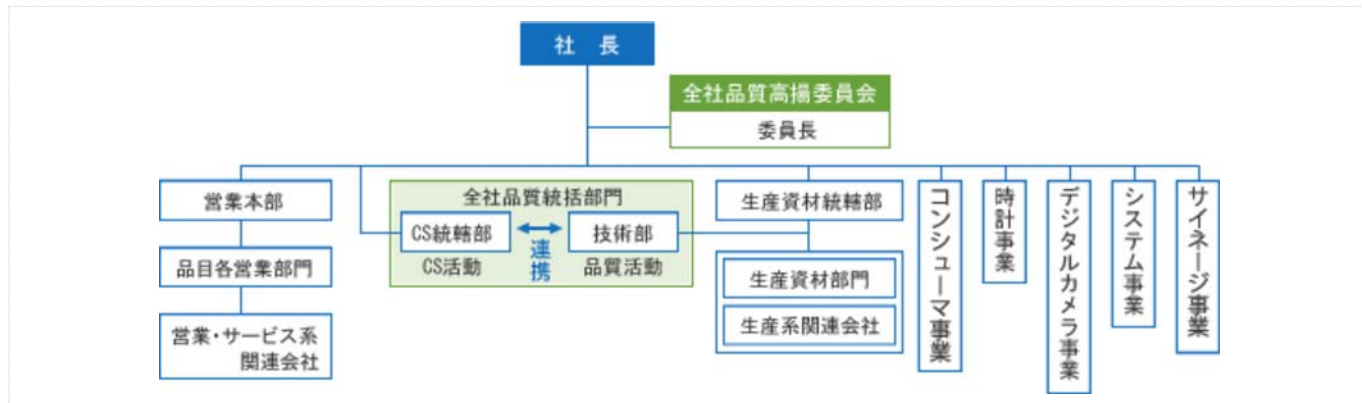 社 長
全社品質高揚委員会
委員長
営業本部
品目各営業部門
営業・サービス系
関連会社
全社品質統括部門
CS統轄部
連携
技術部
CS活動
品質活動
生産資材統轄部
生産資材部門
生産系関連会社
コンシューマ事業
時計事業
デジタルカメラ事業
システム事業
サイネージ事業